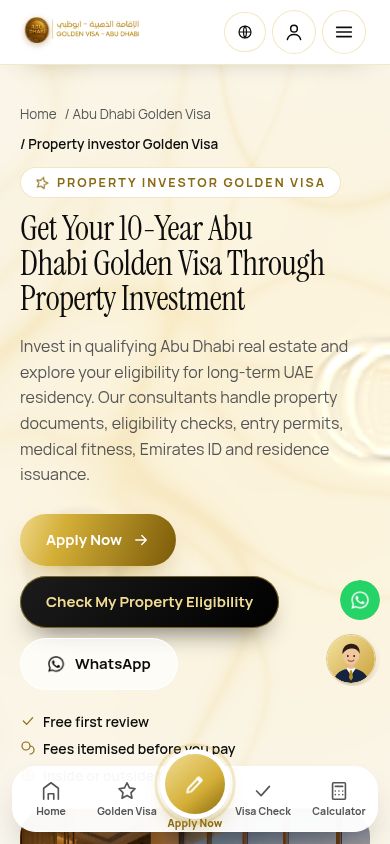 الإقامة الذهبية - أبوظبي
GOLDEN VISA - ABU DHABI
Home / Abu Dhabi Golden Visa
/ Property investor Golden Visa
PROPERTY INVESTOR GOLDEN VISA
Get Your 10-Year Abu
Dhabi Golden Visa Through
Property Investment
Invest in qualifying Abu Dhabi real estate and
explore your eligibility for long-term UAE
residency. Our consultants handle property
documents, eligibility checks, entry permits,
medical fitness, Emirates ID and residence
issuance.
Apply Now
Check My Property Eligibility
WhatsApp
Free first review
Fees itemised before you pay
Inside or outside
Home
Golden Visa
Apply Now
Visa Check
Calculator